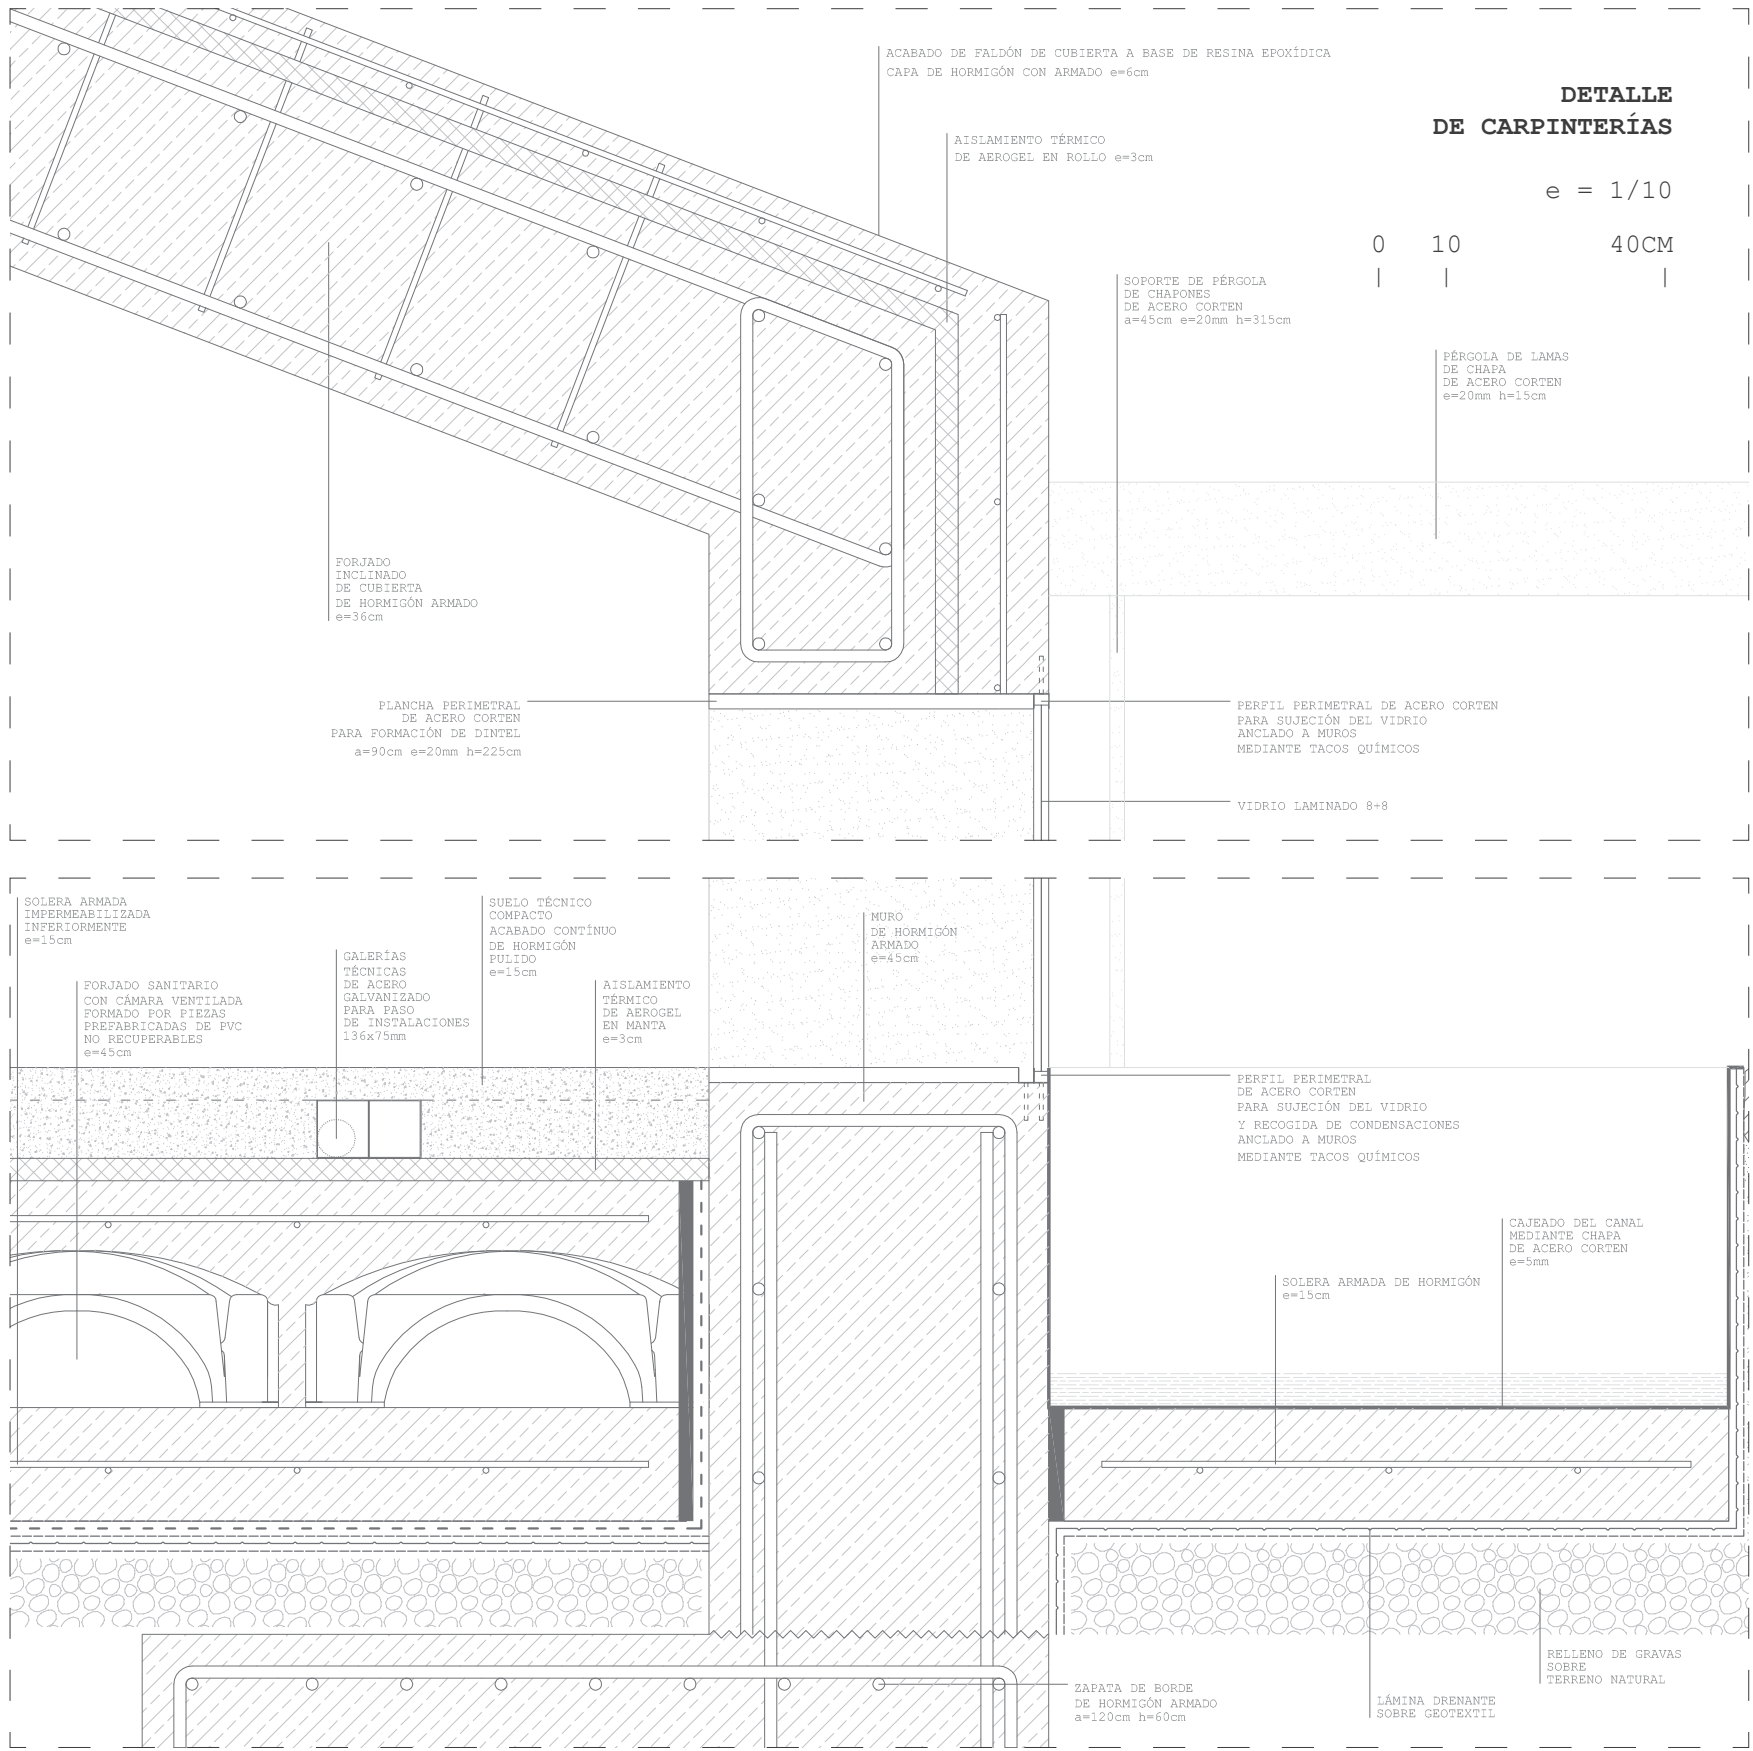 ACABADO DE FALDÓN DE CUBIERTA A BASE DE RESINA EPOXÍDICA
CAPA DE HORMIGÓN CON ARMADO e=6cm
DETALLE
DE CARPINTERÍAS
e = 1/10
0 10 40CM
AISLAMIENTO TÉRMICO
DE AEROGEL EN ROLLO e=3cm
SOPORTE DE PÉRGOLA
DE CHAPONES
DE ACERO CORTEN
a=45cm e=20mm h=315cm
PÉRGOLA DE LAMAS
DE CHAPA
DE ACERO CORTEN
e=20mm h=15cm
FORJADO
INCLINADO
DE CUBIERTA
DE HORMIGÓN ARMADO
e=36cm
PLANCHA PERIMETRAL
DE ACERO CORTEN
PARA FORMACIÓN DE DINTEL
a=90cm e=20mm h=225cm
PERFIL PERIMETRAL DE ACERO CORTEN
PARA SUJECIÓN DEL VIDRIO
ANCLADO A MUROS
MEDIANTE TACOS QUÍMICOS
VIDRIO LAMINADO 8+8
SOLERA ARMADA
IMPERMEABILIZADA
INFERIORMENTE
e=15cm
FORJADO SANITARIO
CON CÁMARA VENTILADA
FORMADO POR PIEZAS
PREFABRICADAS DE PVC
NO RECUPERABLES
e=45cm
GALERÍAS
TÉCNICAS
DE ACERO
GALVANIZADO
PARA PASO
DE INSTALACIONES
136x75mm
SUELO TÉCNICO
COMPACTO
ACABADO CONTÍNUO
DE HORMIGÓN
PULIDO
e=15cm
AISLAMIENTO
TÉRMICO
DE AEROGEL
EN MANTA
e=3cm
MURO
DE HORMIGÓN
ARMADO
e=45cm
PERFIL PERIMETRAL
DE ACERO CORTEN
PARA SUJECIÓN DEL VIDRIO
Y RECOGIDA DE CONDENSACIONES
ANCLADO A MUROS
MEDIANTE TACOS QUÍMICOS
CAJEADO DEL CANAL
MEDIANTE CHAPA
DE ACERO CORTEN
e=5mm
SOLERA ARMADA DE HORMIGÓN
e=15cm
RELLENO DE GRAVAS
SOBRE
TERRENO NATURAL
ZAPATA DE BORDE
DE HORMIGÓN ARMADO
a=120cm h=60cm
LÁMINA DRENANTE
SOBRE GEOTEXTIL